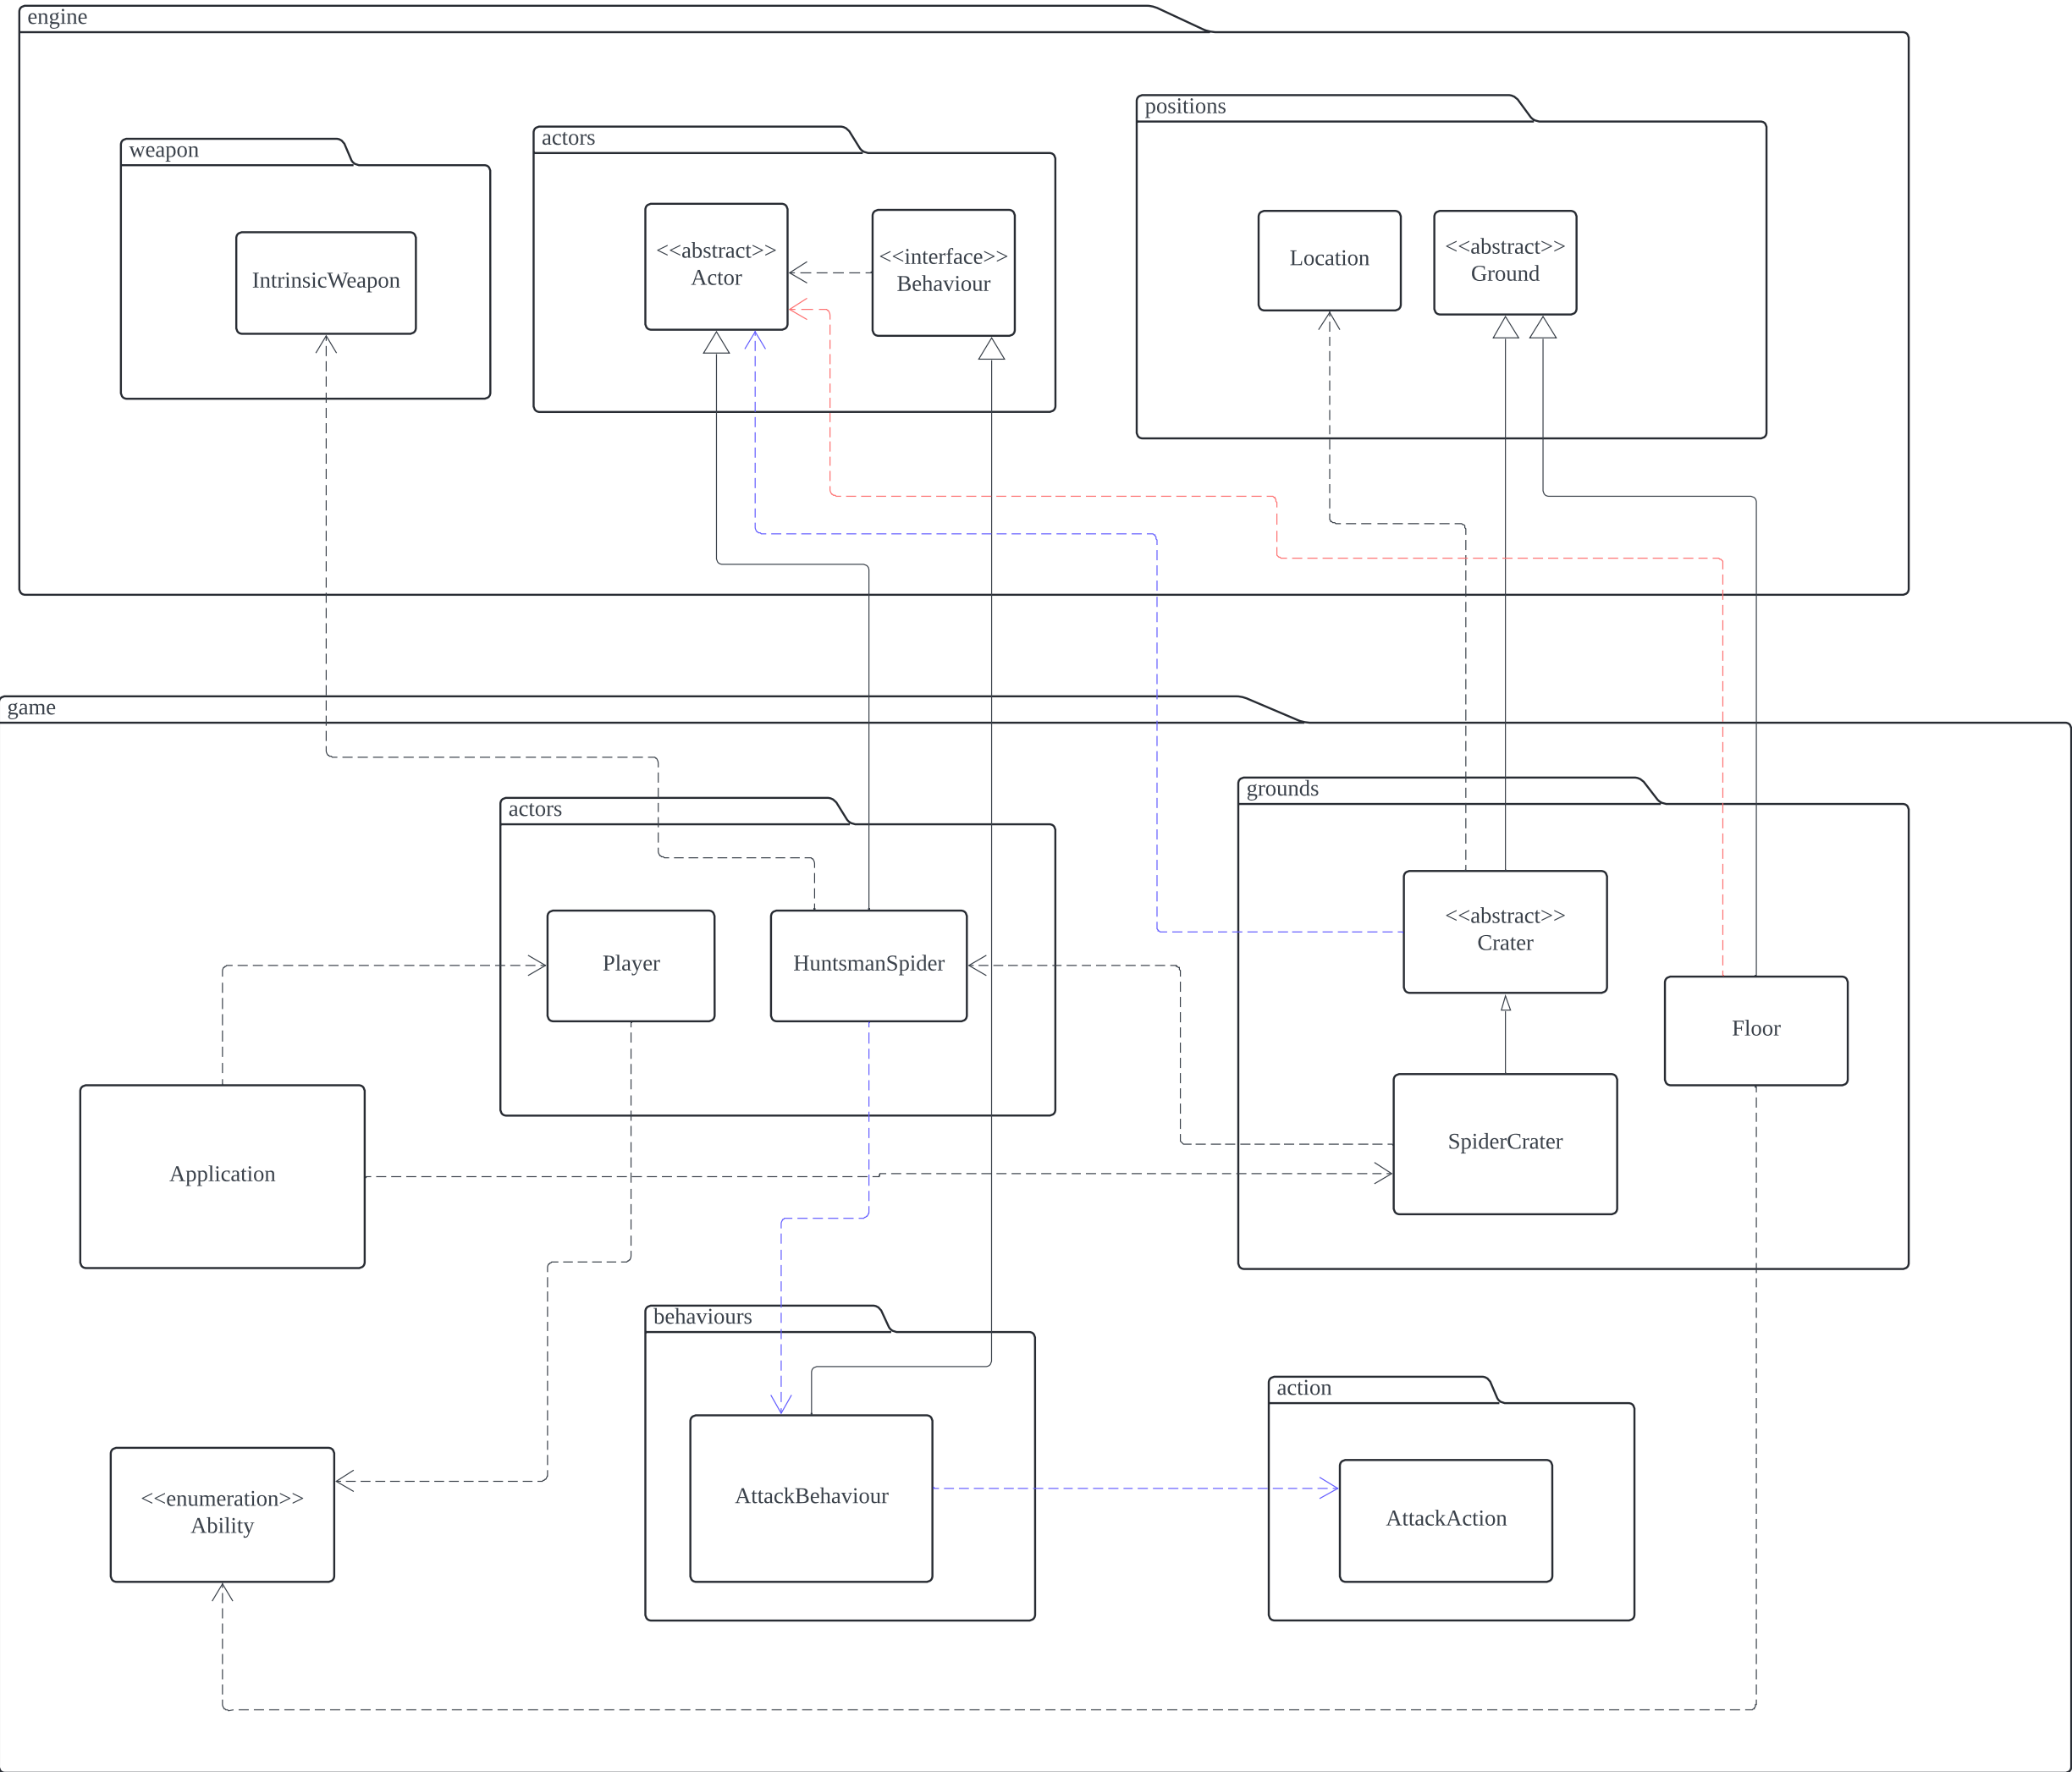 engine
positions
actors
weapon
<<abstract>>
Actor
<<interface>>
Behaviour
Location
<<abstract>>
Ground
IntrinsicWeapon
game
grounds
actors
<<abstract>>
Crater
Player
HuntsmanSpider
Floor
SpiderCrater
Application
behaviours
action
AttackBehaviour
<<enumeration>>
Ability
AttackAction